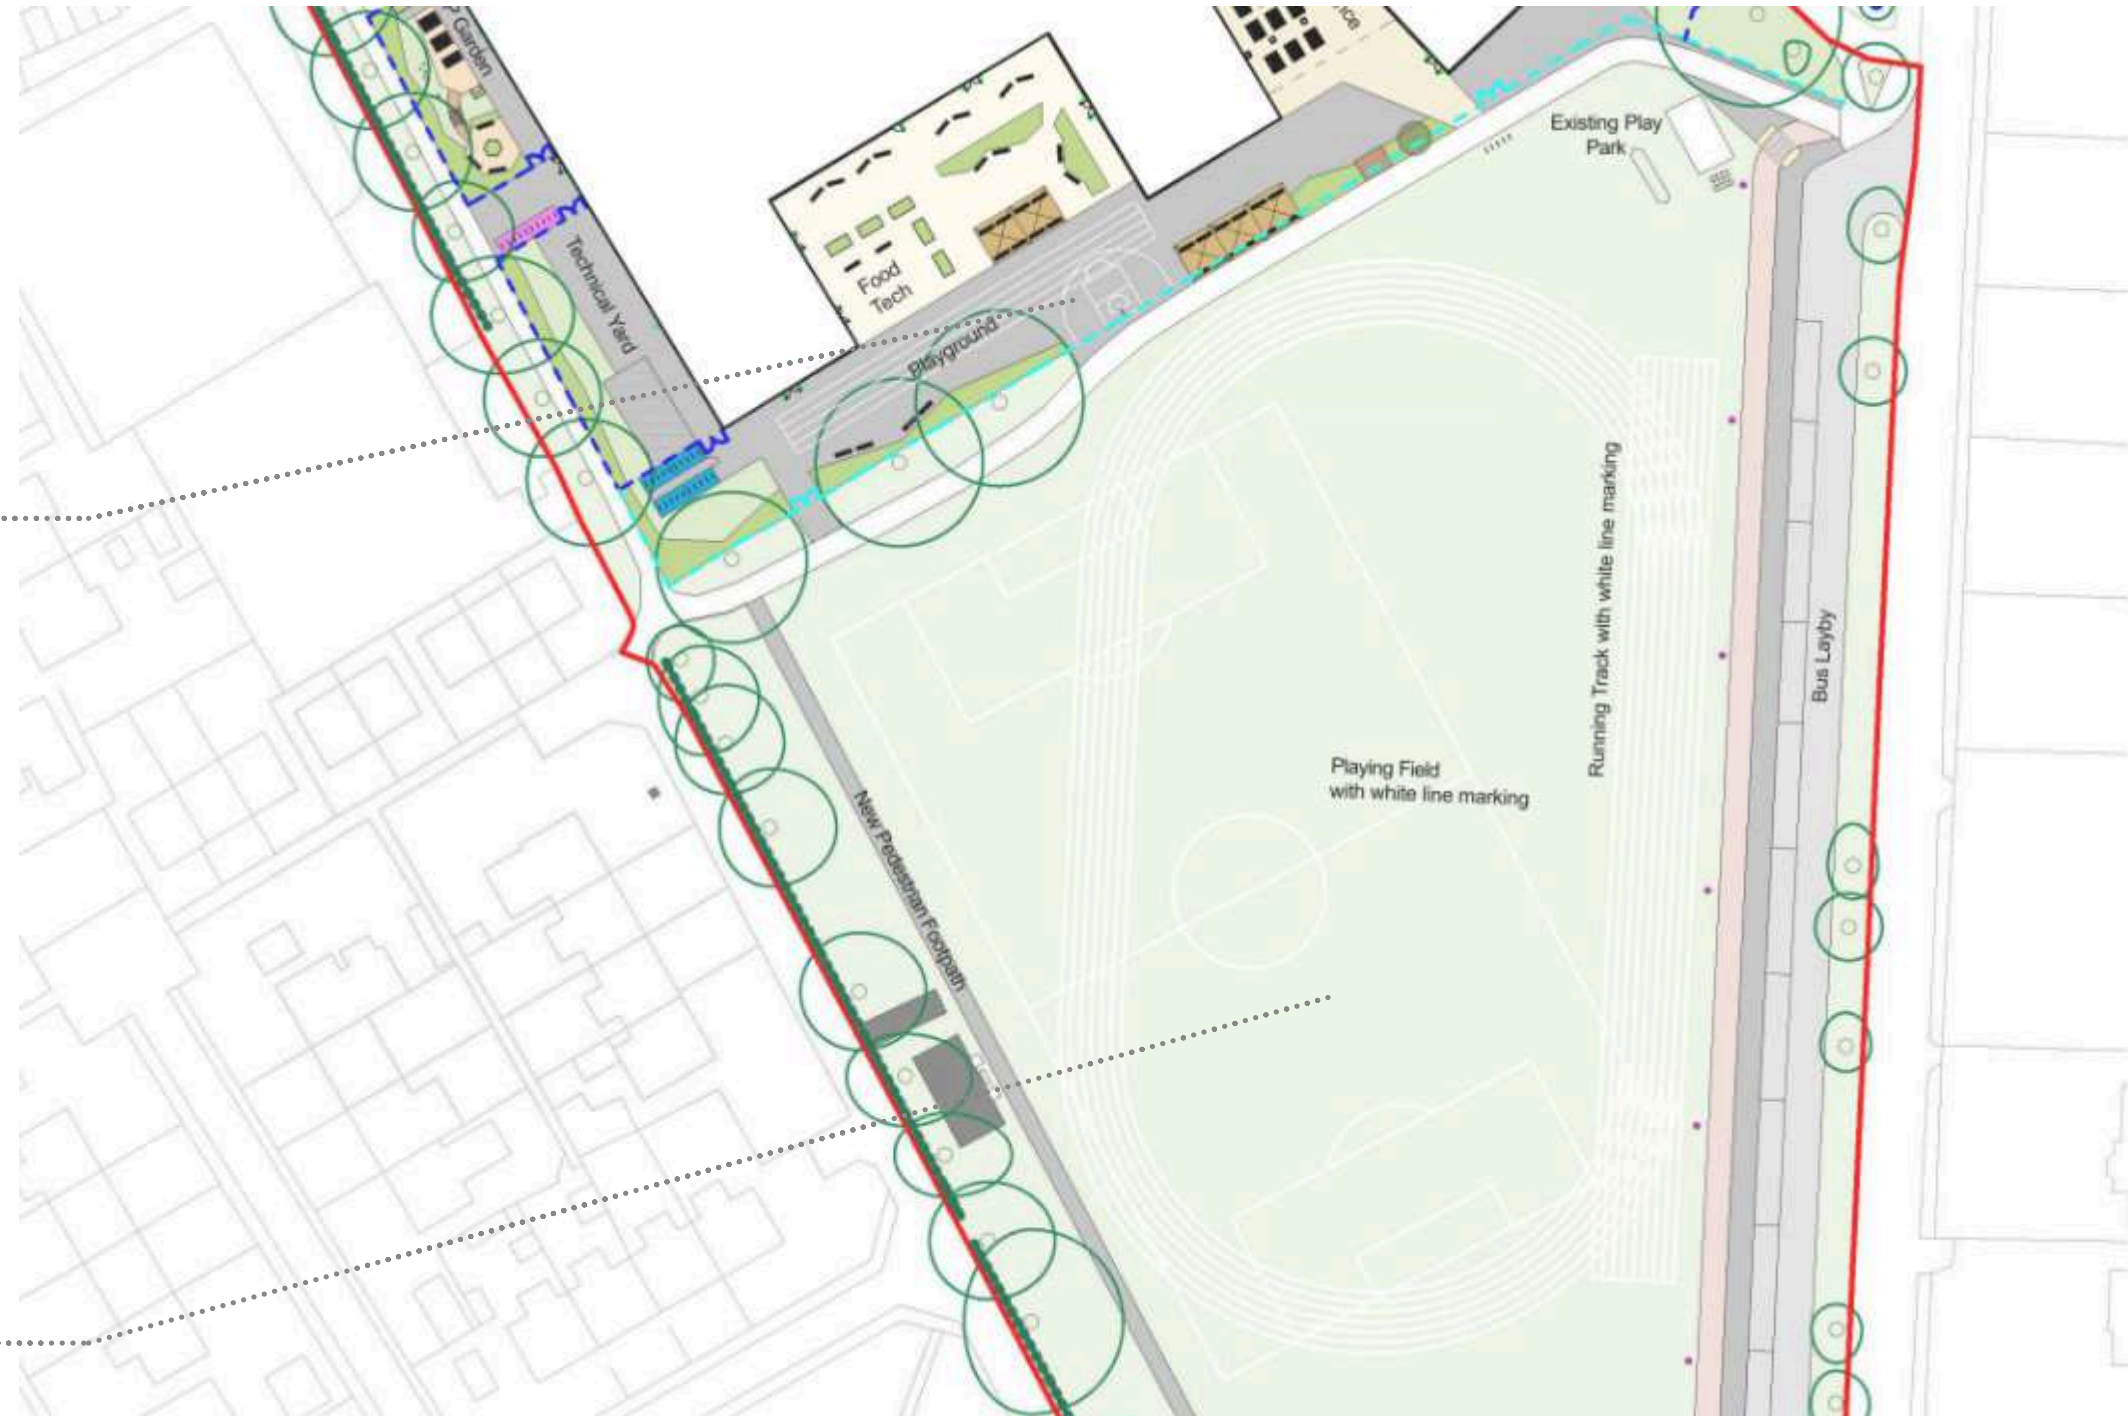 Garden
Existing Play
Park
Technical Yard
Food
Tech
Playground
Running Track with white line marking
Bus Layby
Playing Field
with white line marking
New Pedestrian Footpath